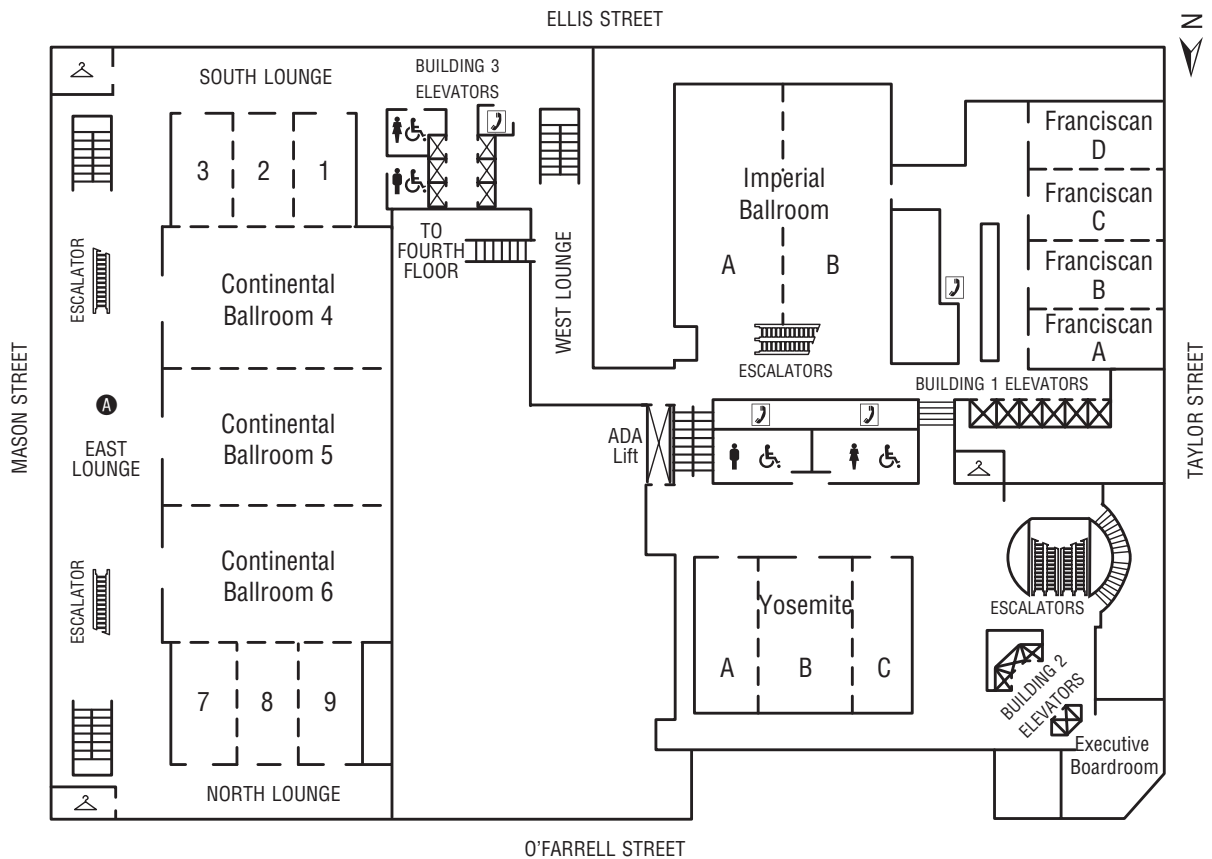 ELLIS STREET
N
SOUTH LOUNGE
BUILDING 3
ELEVATORS
3
2
1
TO
FOURTH
FLOOR
WEST LOUNGE
Imperial
Ballroom
A
B
ESCALATORS
Franciscan
D
Franciscan
C
Franciscan
B
Franciscan
A
BUILDING 1 ELEVATORS
ESCALATOR
Continental
Ballroom 4
MASON STREET
A
EAST
LOUNGE
Continental
Ballroom 5
ADA
Lift
TAYLOR STREET
ESCALATOR
Continental
Ballroom 6
Yosemite
A
B
C
ESCALATORS
BUILDING 2
ELEVATORS
7
8
9
Executive
Boardroom
NORTH LOUNGE
O'FARRELL STREET